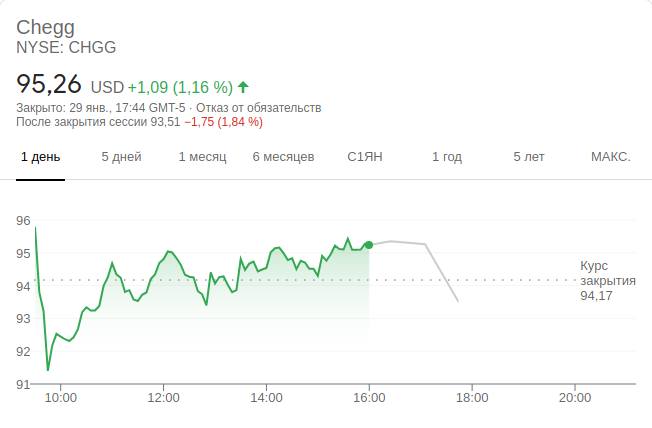 Chegg
NYSE: CHGG
95,26 USD +1,09 (1,16 %)
Закрыто: 29 янв., 17:44 GMT-5 · Отказ от обязательств
После закрытия сессии 93,51 −1,75 (1,84 %)
1 день 5 дней 1 месяц 6 месяцев С1ЯН 1 год 5 лет МАКС.
96
95
94
93
92
91
Курс
закрытия
94,17
10:00 12:00 14:00 16:00 18:00 20:00